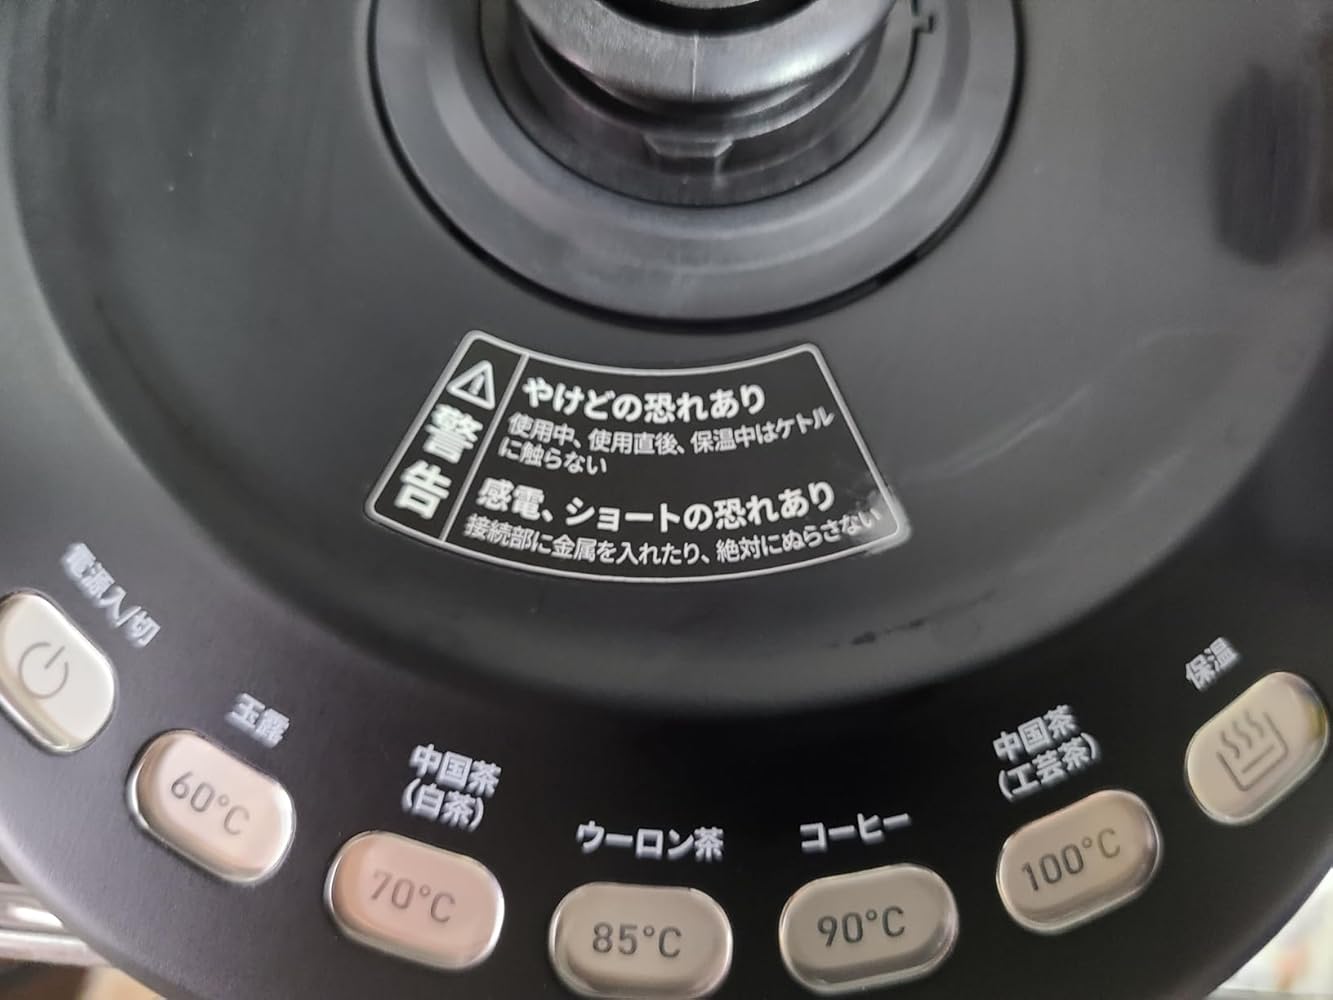 警告
やけどの恐れあり
使用中、使用直後、保温中はケトル
に触らない
感電、ショートの恐れあり
接続部に金属を入れたり、絶対にぬらさない
電源入/切
玉露
60°C
中国茶
(白茶)
70°C
ウーロン茶
85°C
コーヒー
90°C
中国茶
(工芸茶)
100°C
保温